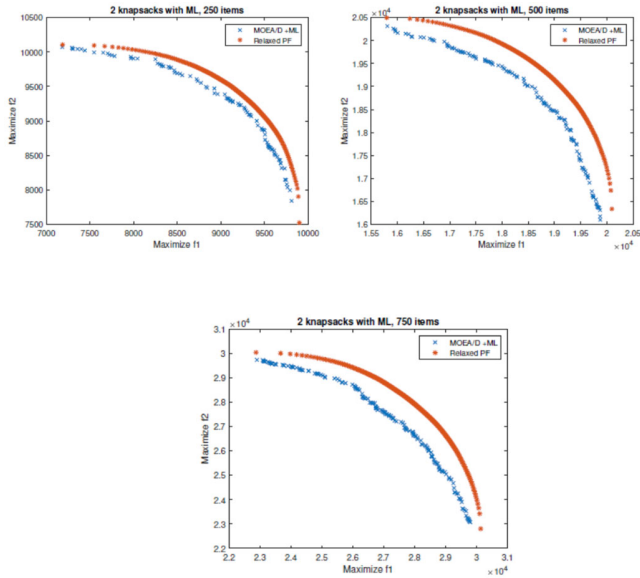 2 knapsacks with ML, 250 items
MOEA/D +ML
Relaxed PF
Maximize f2
10500
10000
9500
9000
8500
8000
7500
7000 7500 8000 8500 9000 9500 10000
Maximize f1
×10⁴
2 knapsacks with ML, 500 items
MOEA/D +ML
Relaxed PF
Maximize f2
2.05
2
1.95
1.9
1.85
1.8
1.75
1.7
1.65
1.6
1.55 1.6 1.65 1.7 1.75 1.8 1.85 1.9 1.95 2 2.05
Maximize f1
×10⁴
×10⁴
2 knapsacks with ML, 750 items
MOEA/D +ML
Relaxed PF
Maximize f2
3.1
3
2.9
2.8
2.7
2.6
2.5
2.4
2.3
2.2
2.2 2.3 2.4 2.5 2.6 2.7 2.8 2.9 3 3.1
Maximize f1
×10⁴